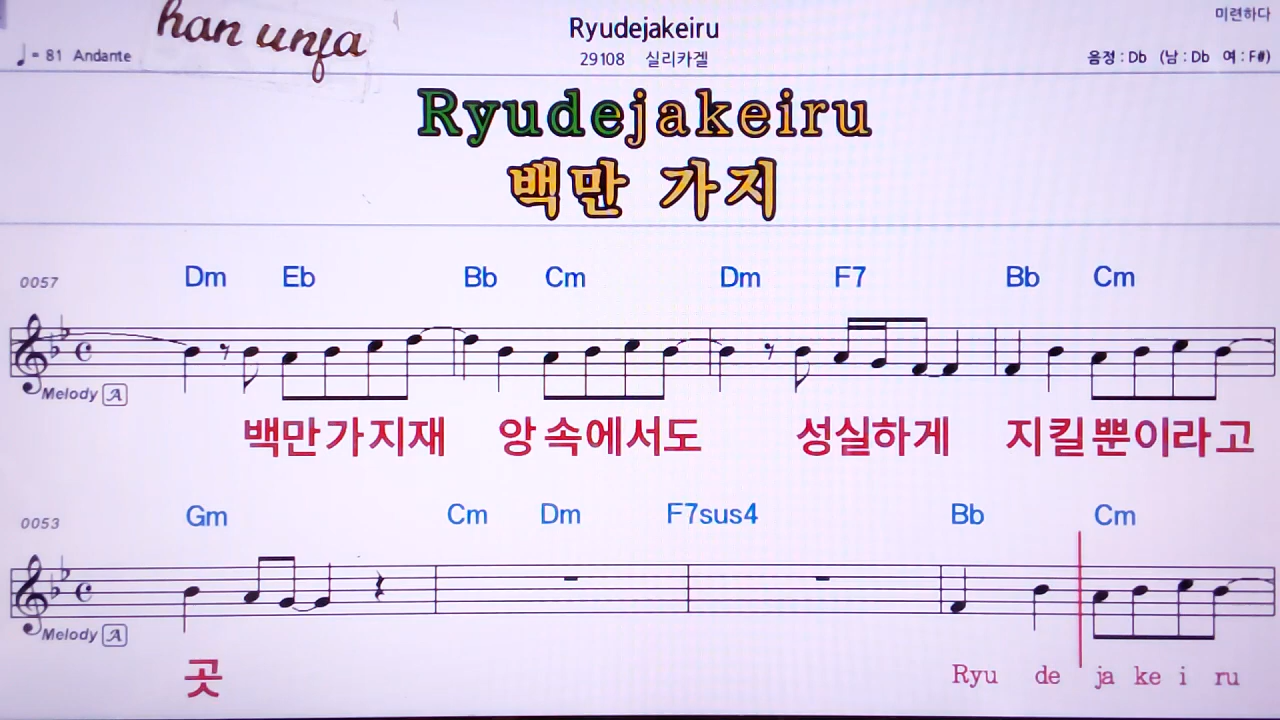 han unja
Ryudejakeiru
미련하다
♩= 81 Andante
29108 실리카겔
음정 : Db (남 : Db 여 : F#)
Ryudejakeiru
백만 가지
0057
Dm Eb Bb Cm Dm F7 Bb Cm
Melody A
백만가지재 앙속에서도 성실하게 지킬뿐이라고
0053
Gm Cm Dm F7sus4 Bb Cm
Melody A
곳 Ryu de ja ke i ru